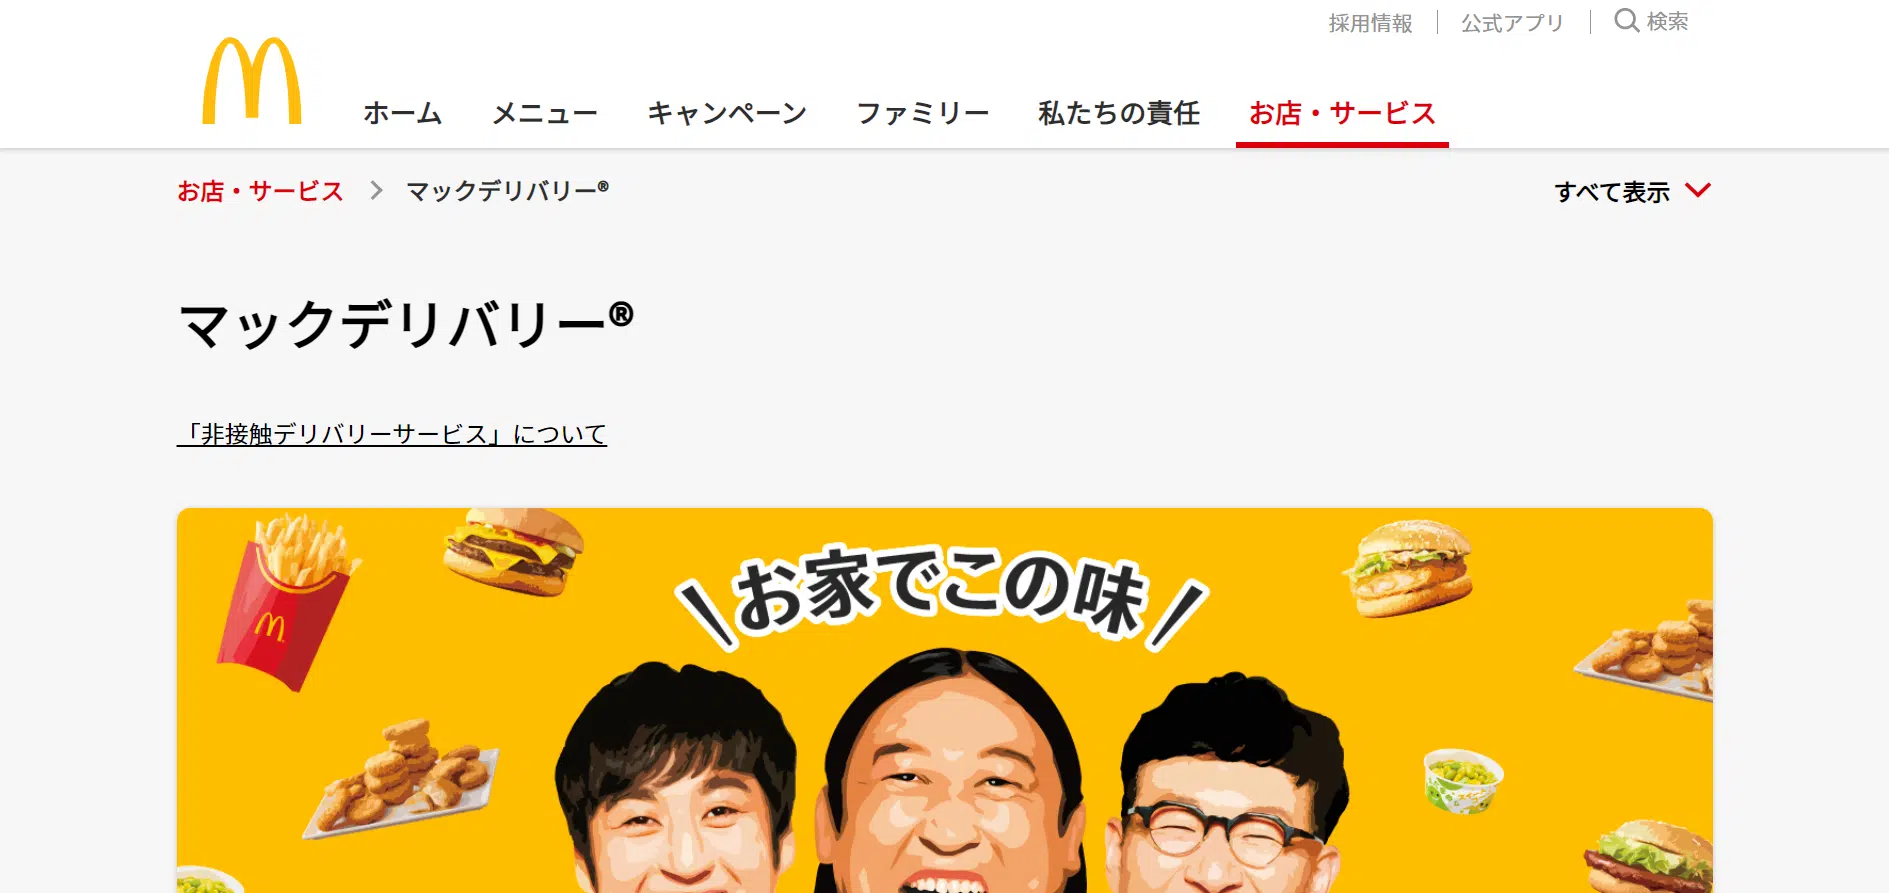 採用情報
公式アプリ
検索
ホーム
メニュー
キャンペーン
ファミリー
私たちの責任
お店・サービス
お店・サービス
マックデリバリー®
すべて表示
マックデリバリー®
「非接触デリバリーサービス」について
\お家でこの味/